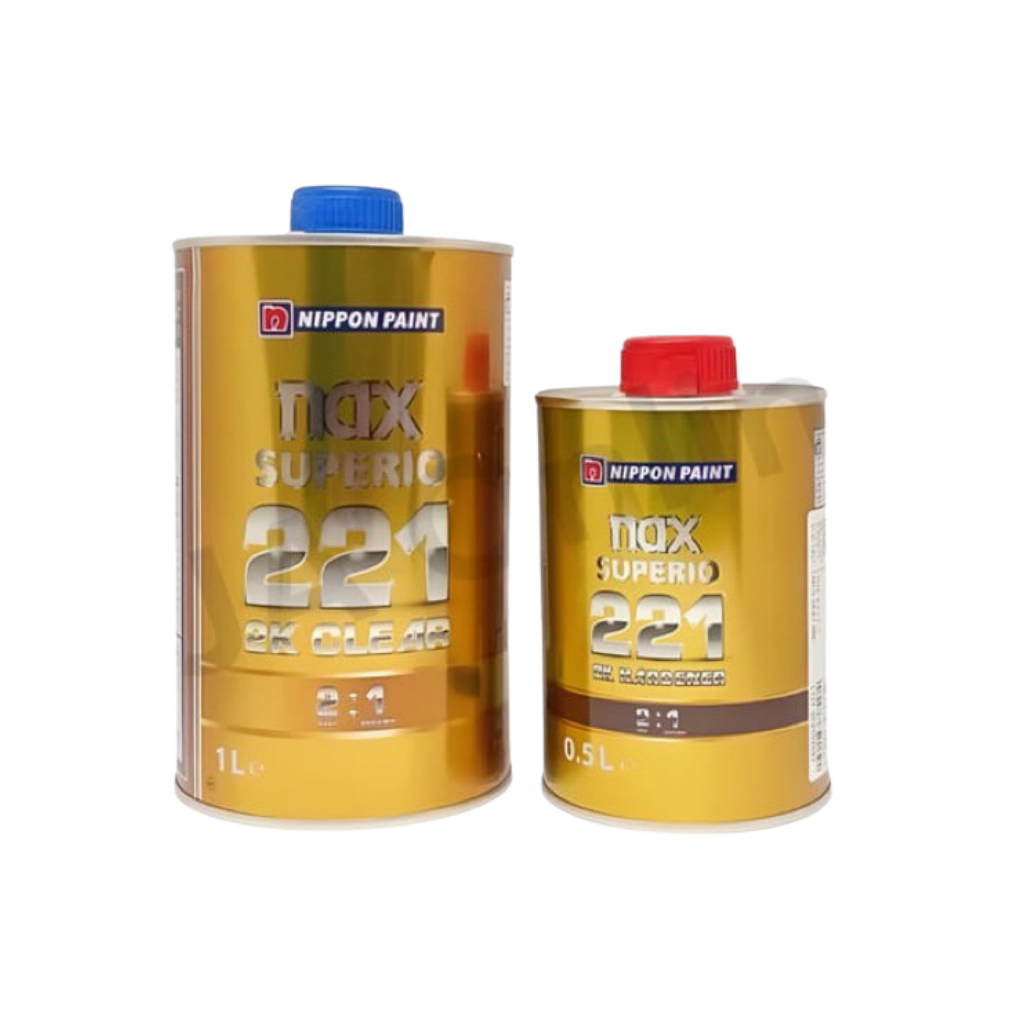 NIPPON PAINT
nax
SUPERIO
221
2K CLEAR
2:1
1L e
NIPPON PAINT
nax
SUPERIO
221
2K HARDENER
2:1
0.5L e